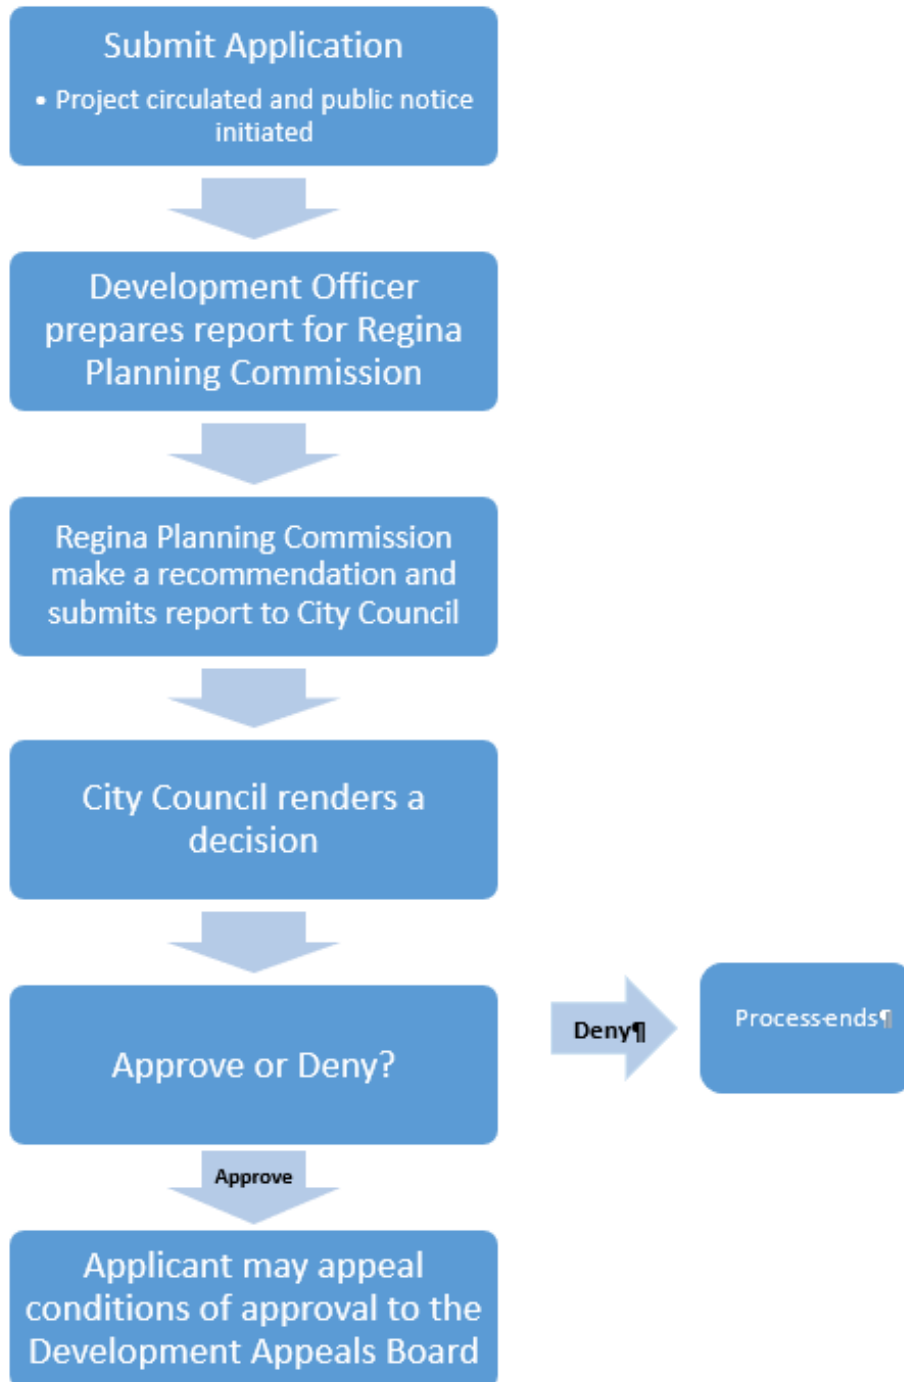 Submit Application
• Project circulated and public notice
initiated
Development Officer
prepares report for Regina
Planning Commission
Regina Planning Commission
make a recommendation and
submits report to City Council
City Council renders a
decision
Approve or Deny?
Deny¶
Process·ends¶
Approve
Applicant may appeal
conditions of approval to the
Development Appeals Board